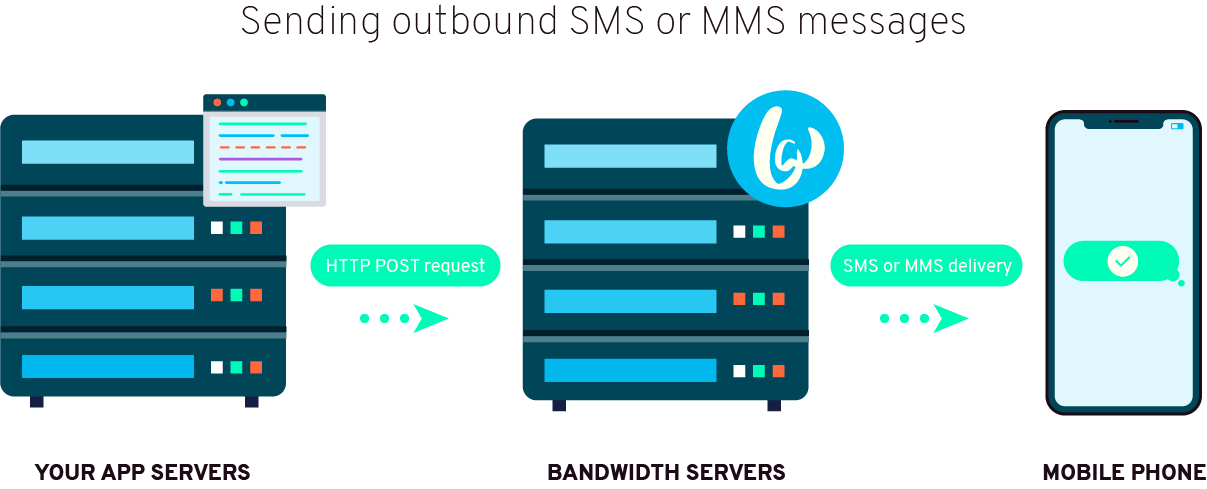 Sending outbound SMS or MMS messages
HTTP POST request
SMS or MMS delivery
YOUR APP SERVERS
BANDWIDTH SERVERS
MOBILE PHONE